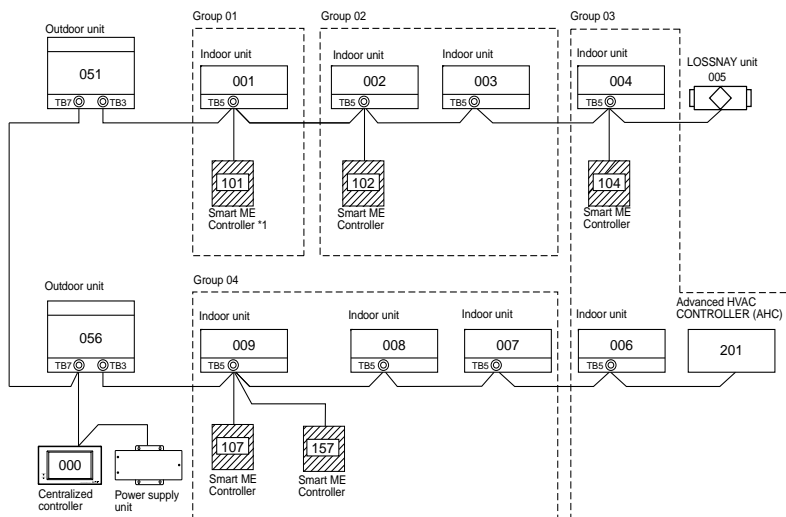 Group 01
Group 02
Group 03
Outdoor unit
051
TB7
TB3
Indoor unit
001
TB5
101
Smart ME
Controller *1
Indoor unit
002
TB5
102
Smart ME
Controller
Indoor unit
003
TB5
Indoor unit
004
TB5
104
Smart ME
Controller
LOSSNAY unit
005
Group 04
Outdoor unit
056
TB7
TB3
Indoor unit
009
TB5
107
Smart ME
Controller
157
Smart ME
Controller
Indoor unit
008
TB5
Indoor unit
007
TB5
Indoor unit
006
TB5
Advanced HVAC
CONTROLLER (AHC)
201
000
Centralized
controller
Power supply
unit